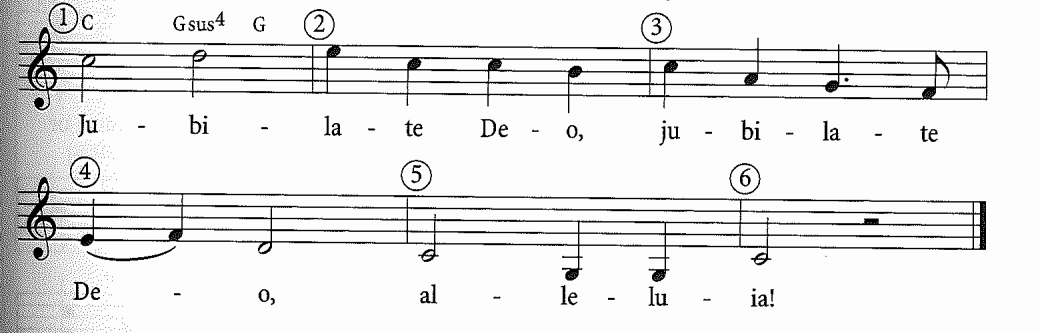 ① C Gsus4 G ② ③
Ju - bi - la - te De - o, ju - bi - la - te
④ ⑤ ⑥
De - o, al - le - lu - ia!